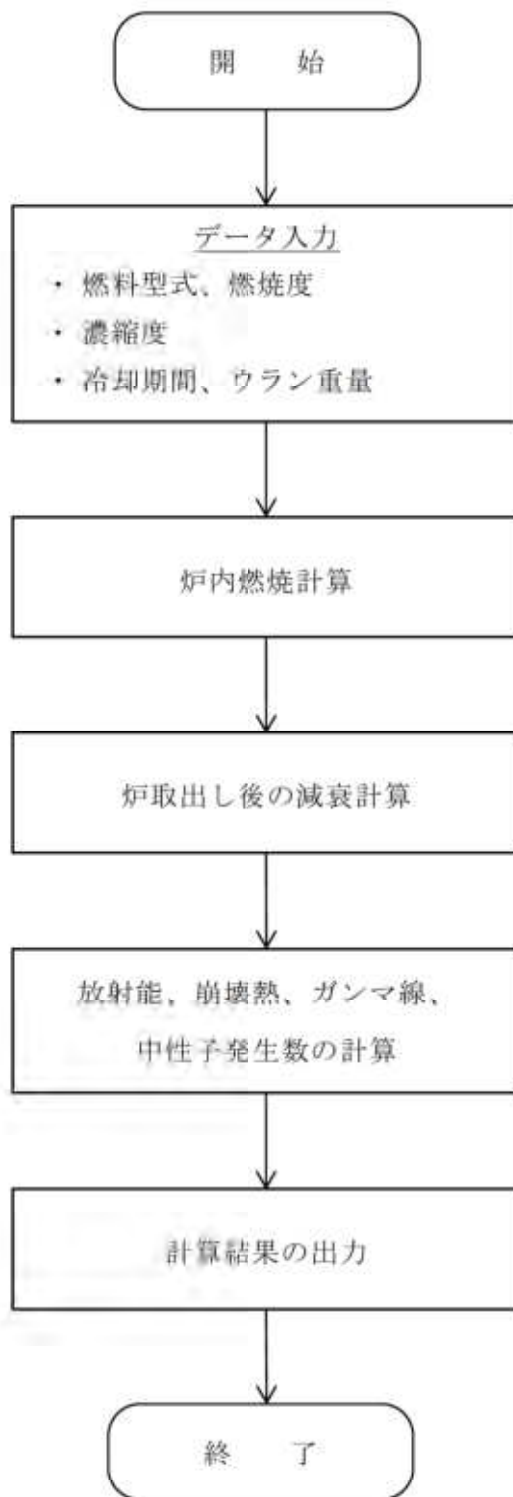 開　始
データ入力
・ 燃料型式、燃焼度
・ 濃縮度
・ 冷却期間、ウラン重量
炉内燃焼計算
炉取出し後の減衰計算
放射能、崩壊熱、ガンマ線、
中性子発生数の計算
計算結果の出力
終　了